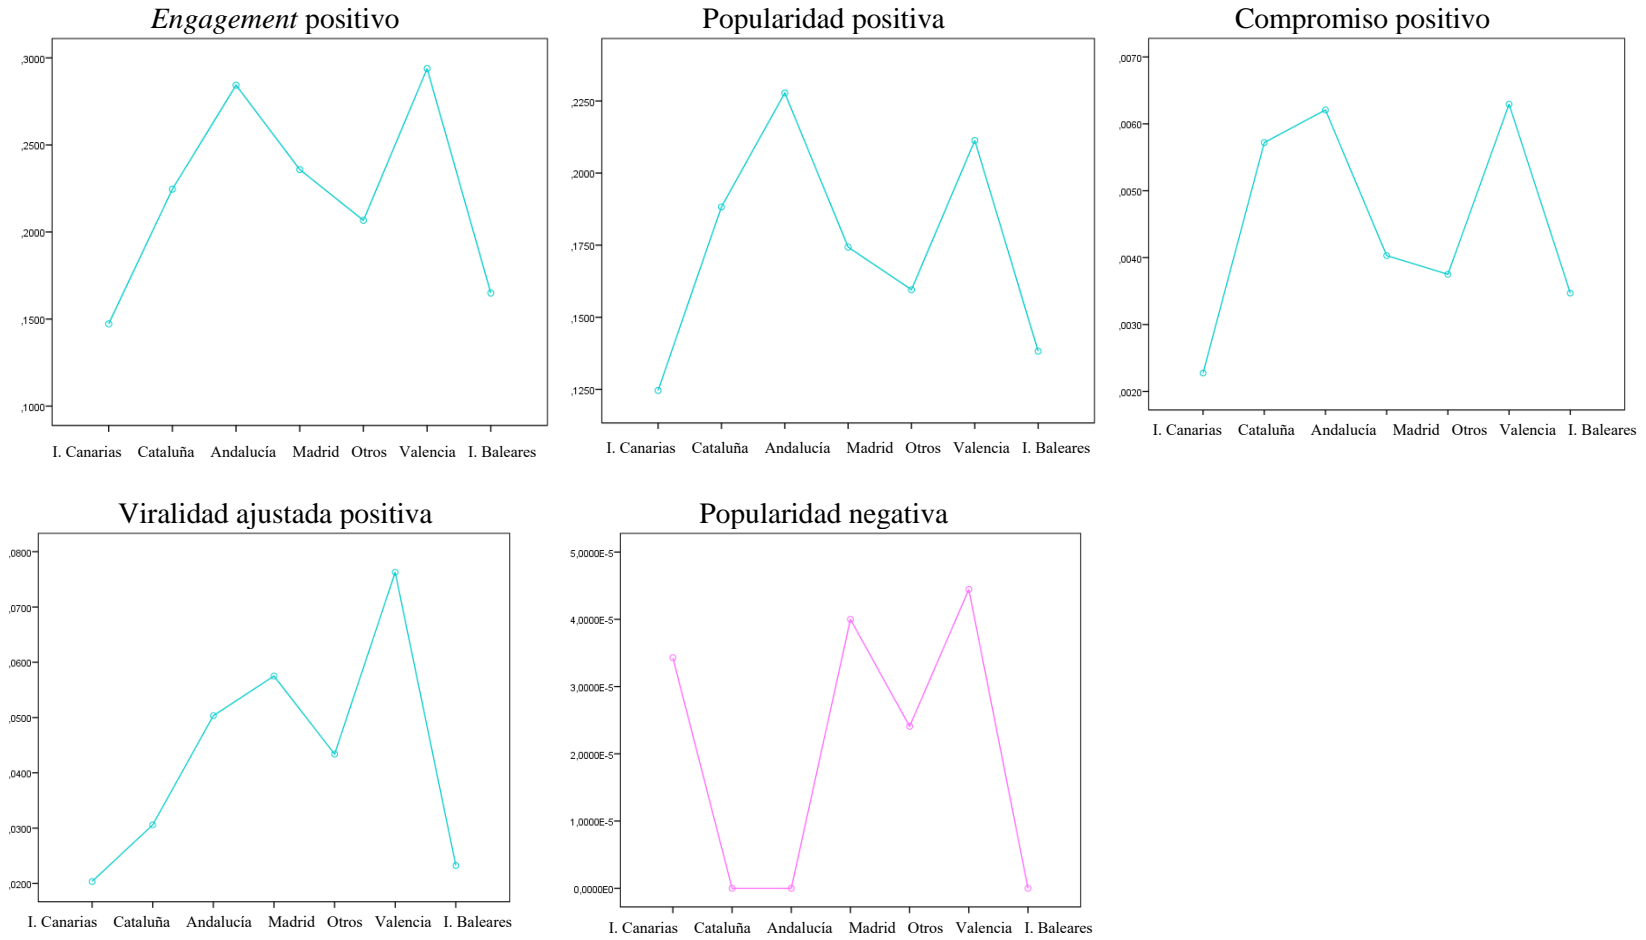 Engagement positivo
,3000
,2500
,2000
,1500
,1000
I. Canarias Cataluña Andalucía Madrid Otros Valencia I. Baleares
Popularidad positiva
,2250
,2000
,1750
,1500
,1250
I. Canarias Cataluña Andalucía Madrid Otros Valencia I. Baleares
Compromiso positivo
,0070
,0060
,0050
,0040
,0030
,0020
I. Canarias Cataluña Andalucía Madrid Otros Valencia I. Baleares
Viralidad ajustada positiva
,0800
,0700
,0600
,0500
,0400
,0300
,0200
I. Canarias Cataluña Andalucía Madrid Otros Valencia I. Baleares
Popularidad negativa
5,0000E-5
4,0000E-5
3,0000E-5
2,0000E-5
1,0000E-5
0,0000E0
I. Canarias Cataluña Andalucía Madrid Otros Valencia I. Baleares